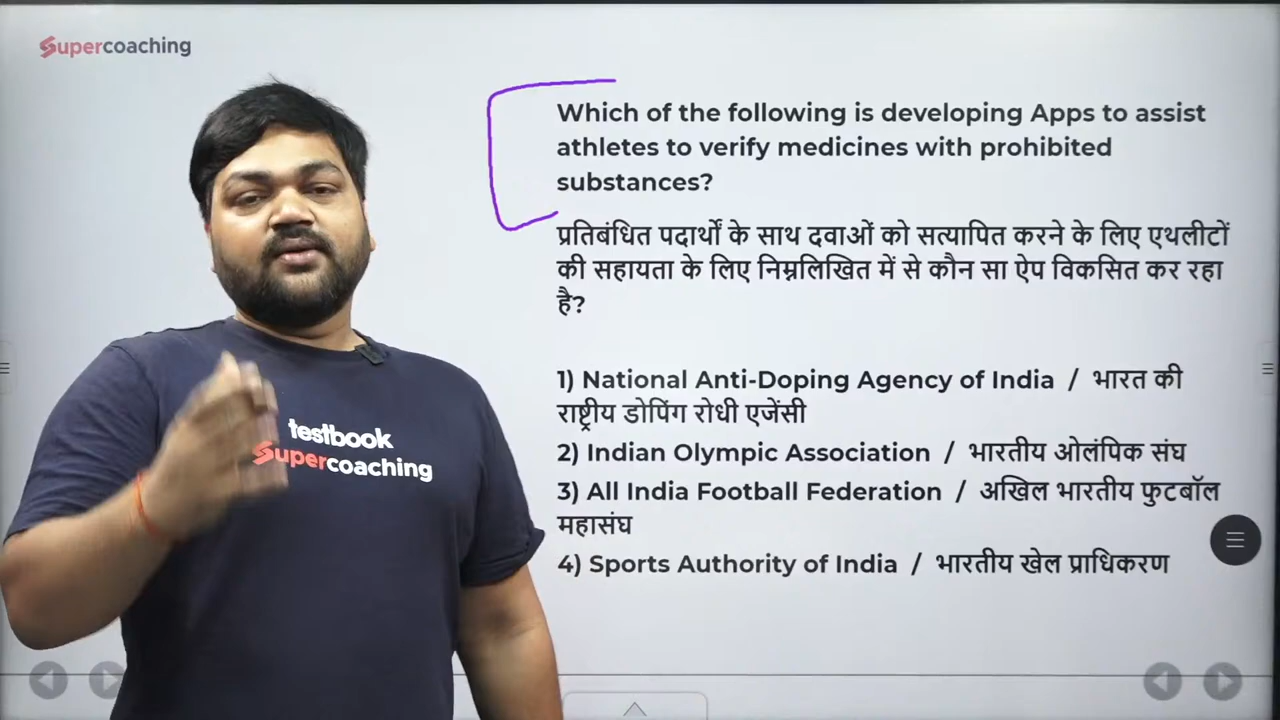 Supercoaching
Which of the following is developing Apps to assist
athletes to verify medicines with prohibited
substances?
प्रतिबंधित पदार्थों के साथ दवाओं को सत्यापित करने के लिए एथलीटों
की सहायता के लिए निम्नलिखित में से कौन सा ऐप विकसित कर रहा
है?
1) National Anti-Doping Agency of India / भारत की
राष्ट्रीय डोपिंग रोधी एजेंसी
2) Indian Olympic Association / भारतीय ओलंपिक संघ
3) All India Football Federation / अखिल भारतीय फुटबॉल
महासंघ
4) Sports Authority of India / भारतीय खेल प्राधिकरण
testbook
Supercoaching